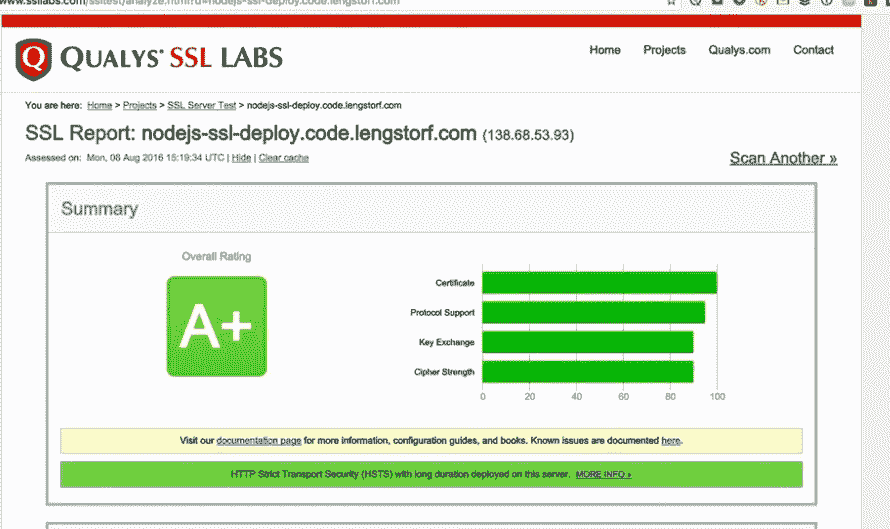 www.ssllabs.com/ssltest/analyze.html?d=nodejs-ssl-deploy.code.lengstorf.com
QUALYS® SSL LABS
Home Projects Qualys.com Contact
You are here: Home > Projects > SSL Server Test > nodejs-ssl-deploy.code.lengstorf.com
SSL Report: nodejs-ssl-deploy.code.lengstorf.com (138.68.53.93)
Assessed on: Mon, 08 Aug 2016 15:19:34 UTC | Hide | Clear cache
Scan Another »
Summary
Overall Rating
A+
Certificate
Protocol Support
Key Exchange
Cipher Strength
0 20 40 60 80 100
Visit our documentation page for more information, configuration guides, and books. Known issues are documented here.
HTTP Strict Transport Security (HSTS) with long duration deployed on this server. MORE INFO »